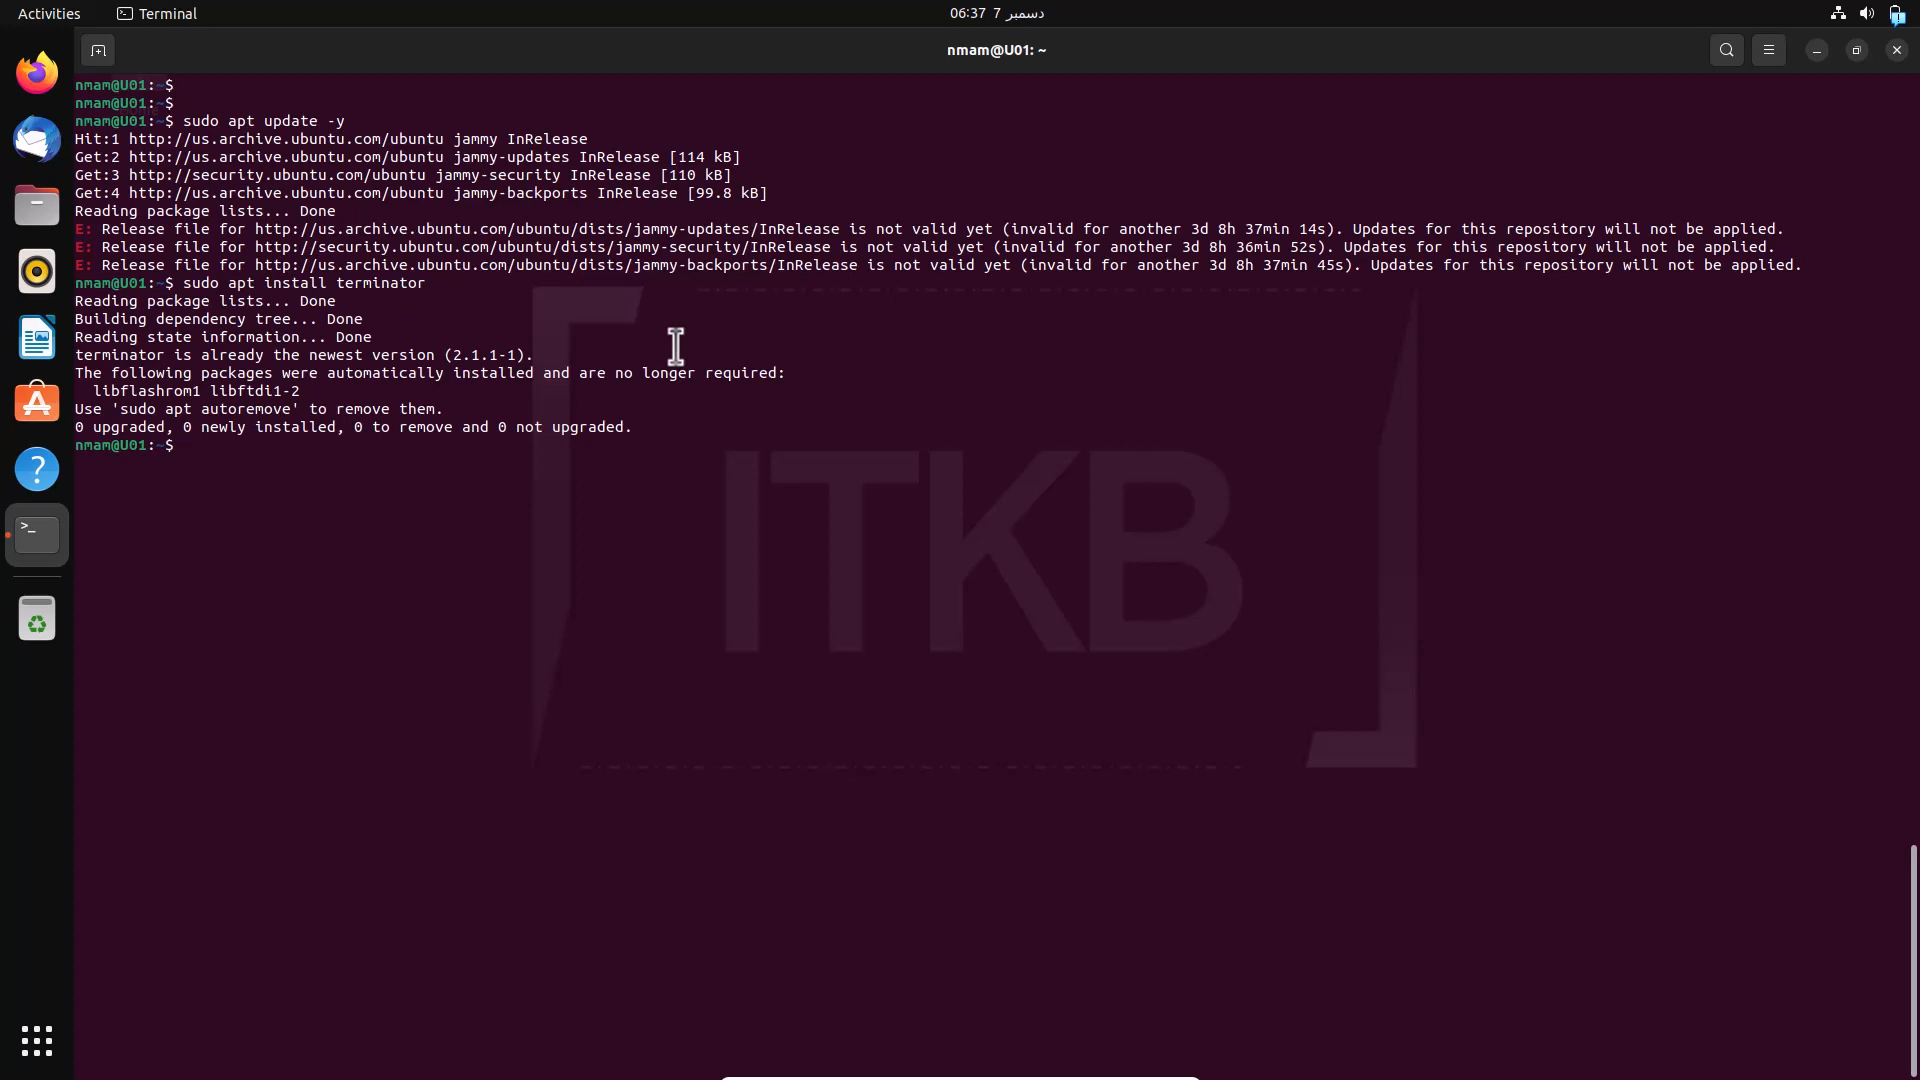 Activities
Terminal
دسمبر 7 06:37
nmam@U01: ~
nmam@U01:~$
nmam@U01:~$
nmam@U01:~$ sudo apt update -y
Hit:1 http://us.archive.ubuntu.com/ubuntu jammy InRelease
Get:2 http://us.archive.ubuntu.com/ubuntu jammy-updates InRelease [114 kB]
Get:3 http://security.ubuntu.com/ubuntu jammy-security InRelease [110 kB]
Get:4 http://us.archive.ubuntu.com/ubuntu jammy-backports InRelease [99.8 kB]
Reading package lists... Done
E: Release file for http://us.archive.ubuntu.com/ubuntu/dists/jammy-updates/InRelease is not valid yet (invalid for another 3d 8h 37min 14s). Updates for this repository will not be applied.
E: Release file for http://security.ubuntu.com/ubuntu/dists/jammy-security/InRelease is not valid yet (invalid for another 3d 8h 36min 52s). Updates for this repository will not be applied.
E: Release file for http://us.archive.ubuntu.com/ubuntu/dists/jammy-backports/InRelease is not valid yet (invalid for another 3d 8h 37min 45s). Updates for this repository will not be applied.
nmam@U01:~$ sudo apt install terminator
Reading package lists... Done
Building dependency tree... Done
Reading state information... Done
terminator is already the newest version (2.1.1-1).
The following packages were automatically installed and are no longer required:
  libflashrom1 libftdi1-2
Use 'sudo apt autoremove' to remove them.
0 upgraded, 0 newly installed, 0 to remove and 0 not upgraded.
nmam@U01:~$
ITKB